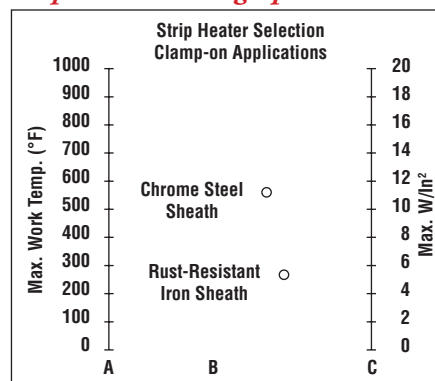 Strip Heater Selection
Clamp-on Applications
Max. Work Temp. (°F)
1000
900
800
700
600
500
400
300
200
100
0
Chrome Steel
Sheath
Rust-Resistant
Iron Sheath
20
18
16
14
12
10
8
6
4
2
0
Max. W/In²
A
B
C